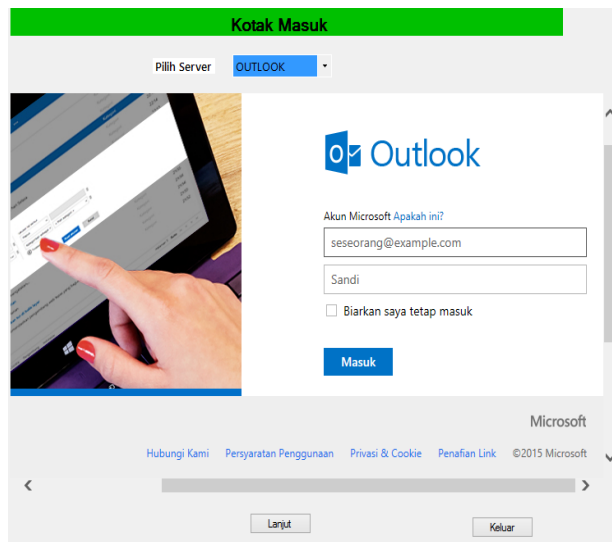 Kotak Masuk
Pilih Server OUTLOOK
Outlook
Akun Microsoft Apakah ini?
seseorang@example.com
Sandi
Biarkan saya tetap masuk
Masuk
Microsoft
Hubungi Kami Persyaratan Penggunaan Privasi & Cookie Penafian Link ©2015 Microsoft
Lanjut Keluar